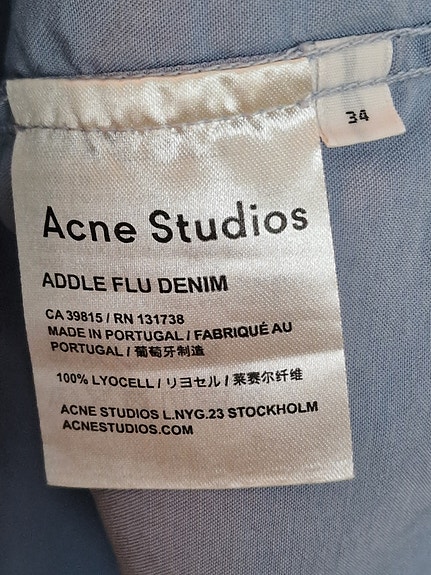 34
Acne Studios
ADDLE FLU DENIM
CA 39815 / RN 131738
MADE IN PORTUGAL / FABRIQUÉ AU
PORTUGAL / 葡萄牙制造
100% LYOCELL / リヨセル / 莱赛尔纤维
ACNE STUDIOS L.NYG.23 STOCKHOLM
ACNESTUDIOS.COM